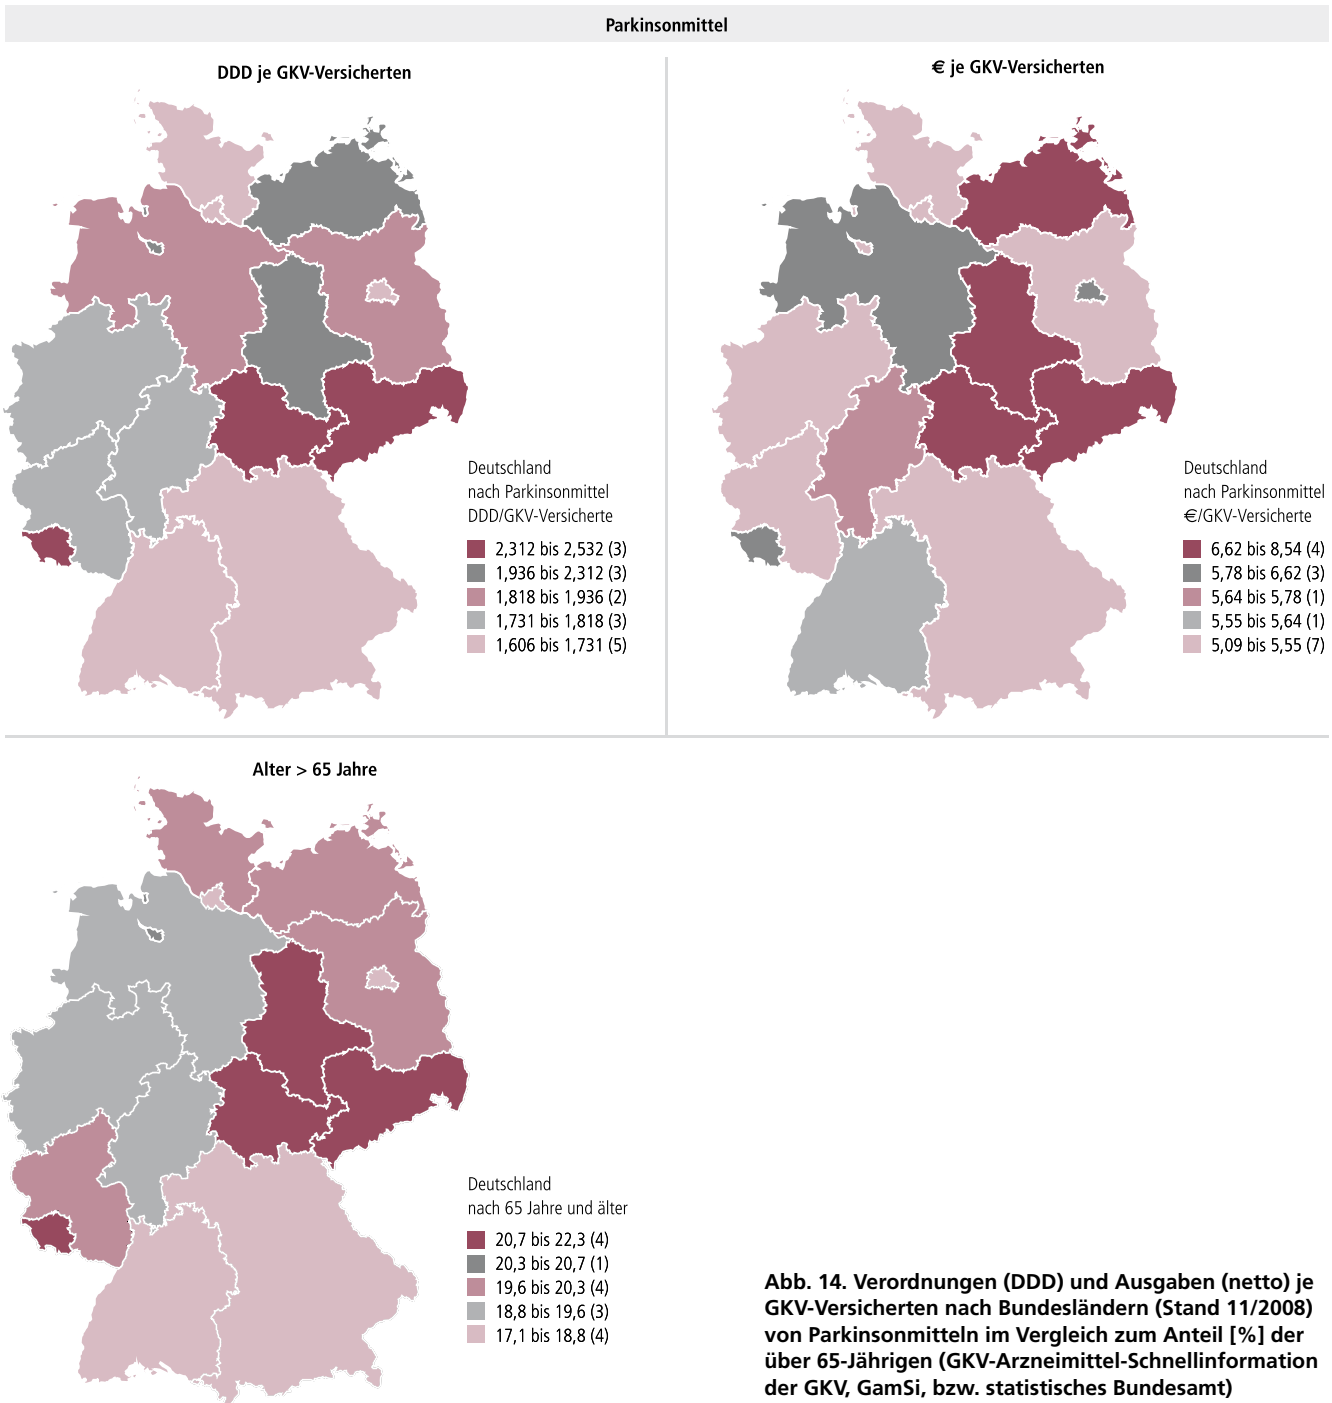 Parkinsonmittel
DDD je GKV-Versicherten
€ je GKV-Versicherten
Deutschland
nach Parkinsonmittel
DDD/GKV-Versicherte
2,312 bis 2,532 (3)
1,936 bis 2,312 (3)
1,818 bis 1,936 (2)
1,731 bis 1,818 (3)
1,606 bis 1,731 (5)
Deutschland
nach Parkinsonmittel
€/GKV-Versicherte
6,62 bis 8,54 (4)
5,78 bis 6,62 (3)
5,64 bis 5,78 (1)
5,55 bis 5,64 (1)
5,09 bis 5,55 (7)
Alter > 65 Jahre
Deutschland
nach 65 Jahre und älter
20,7 bis 22,3 (4)
20,3 bis 20,7 (1)
19,6 bis 20,3 (4)
18,8 bis 19,6 (3)
17,1 bis 18,8 (4)
Abb. 14. Verordnungen (DDD) und Ausgaben (netto) je
GKV-Versicherten nach Bundesländern (Stand 11/2008)
von Parkinsonmitteln im Vergleich zum Anteil [%] der
über 65-Jährigen (GKV-Arzneimittel-Schnellinformation
der GKV, GamSi, bzw. statistisches Bundesamt)